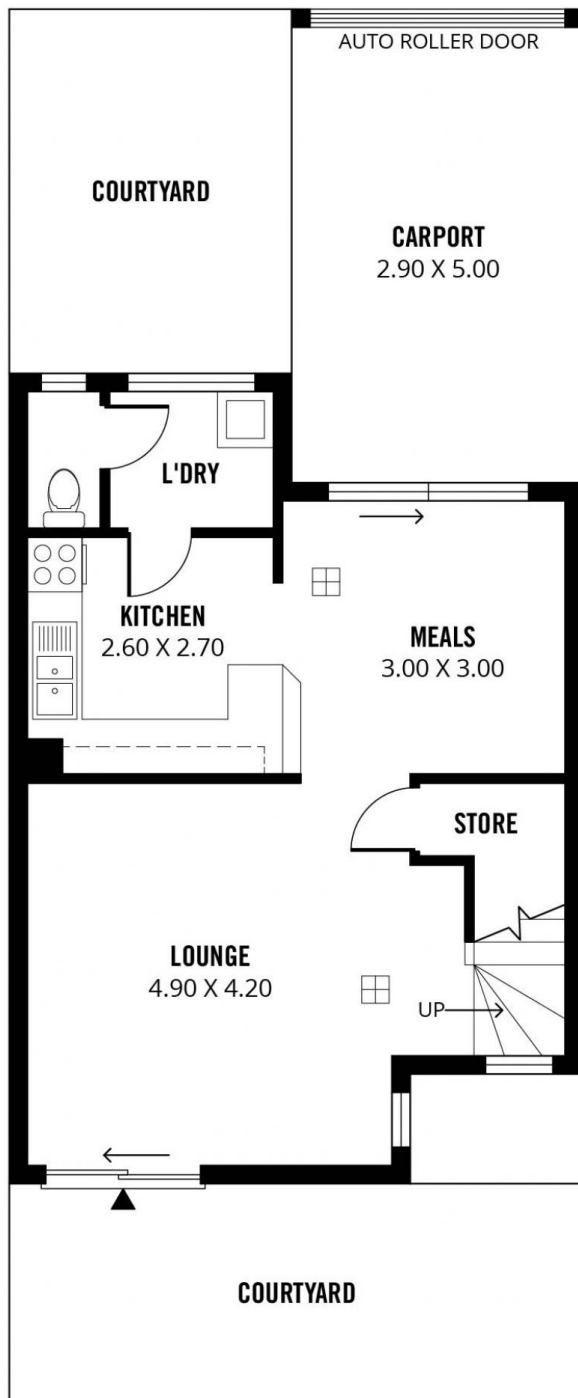 AUTO ROLLER DOOR
COURTYARD
CARPORT
2.90 X 5.00
L'DRY
KITCHEN
2.60 X 2.70
MEALS
3.00 X 3.00
STORE
LOUNGE
4.90 X 4.20
UP
COURTYARD